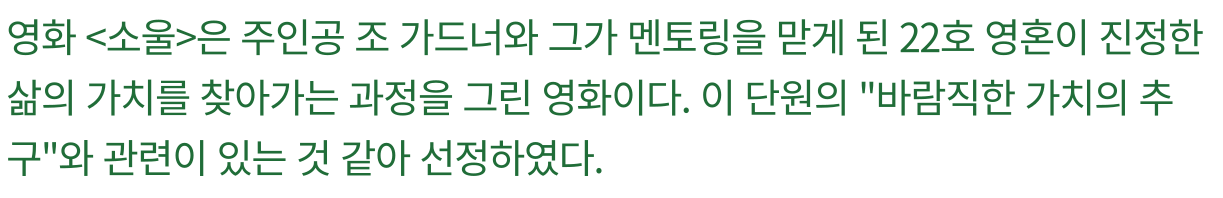 영화 <소울>은 주인공 조 가드너와 그가 멘토링을 맡게 된 22호 영혼이 진정한
삶의 가치를 찾아가는 과정을 그린 영화이다. 이 단원의 "바람직한 가치의 추
구"와 관련이 있는 것 같아 선정하였다.